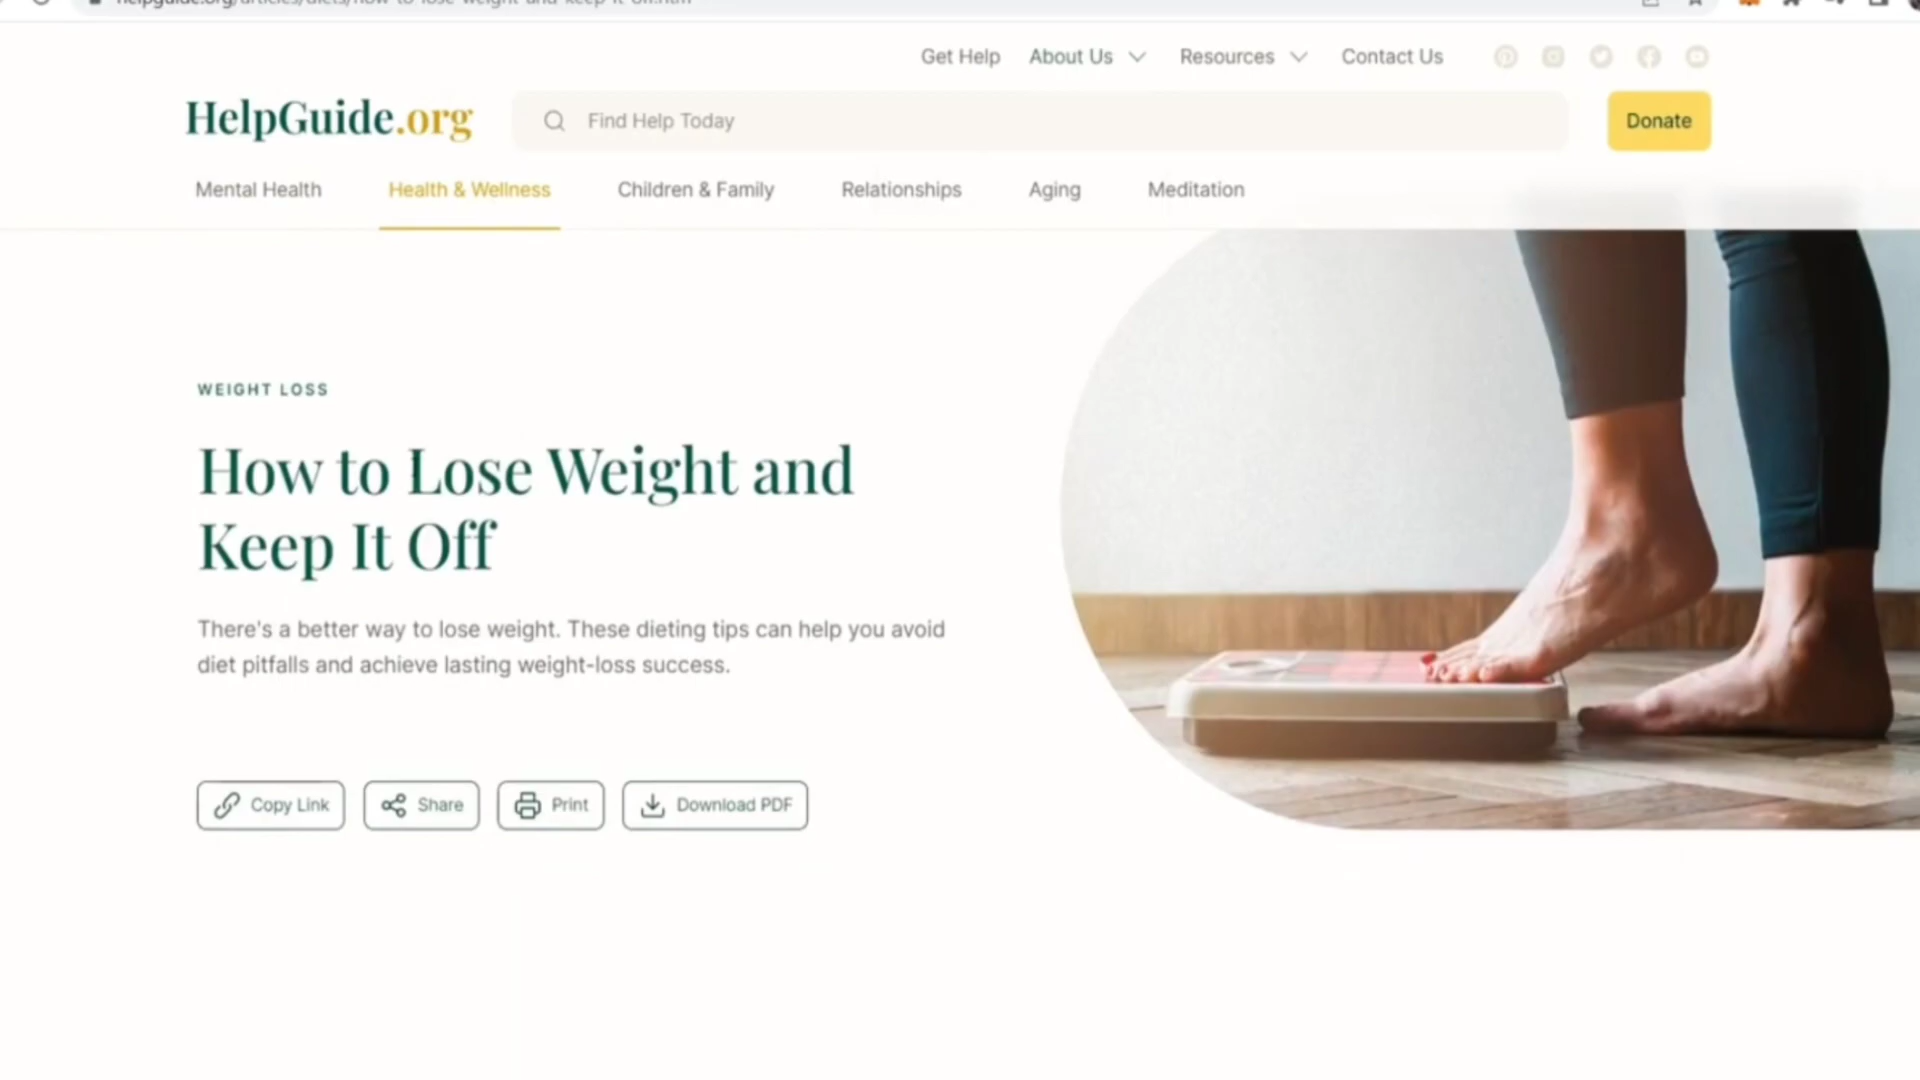 Get Help About Us Resources Contact Us
HelpGuide.org Find Help Today Donate
Mental Health Health & Wellness Children & Family Relationships Aging Meditation
WEIGHT LOSS
How to Lose Weight and
Keep It Off
There's a better way to lose weight. These dieting tips can help you avoid
diet pitfalls and achieve lasting weight-loss success.
Copy Link Share Print Download PDF